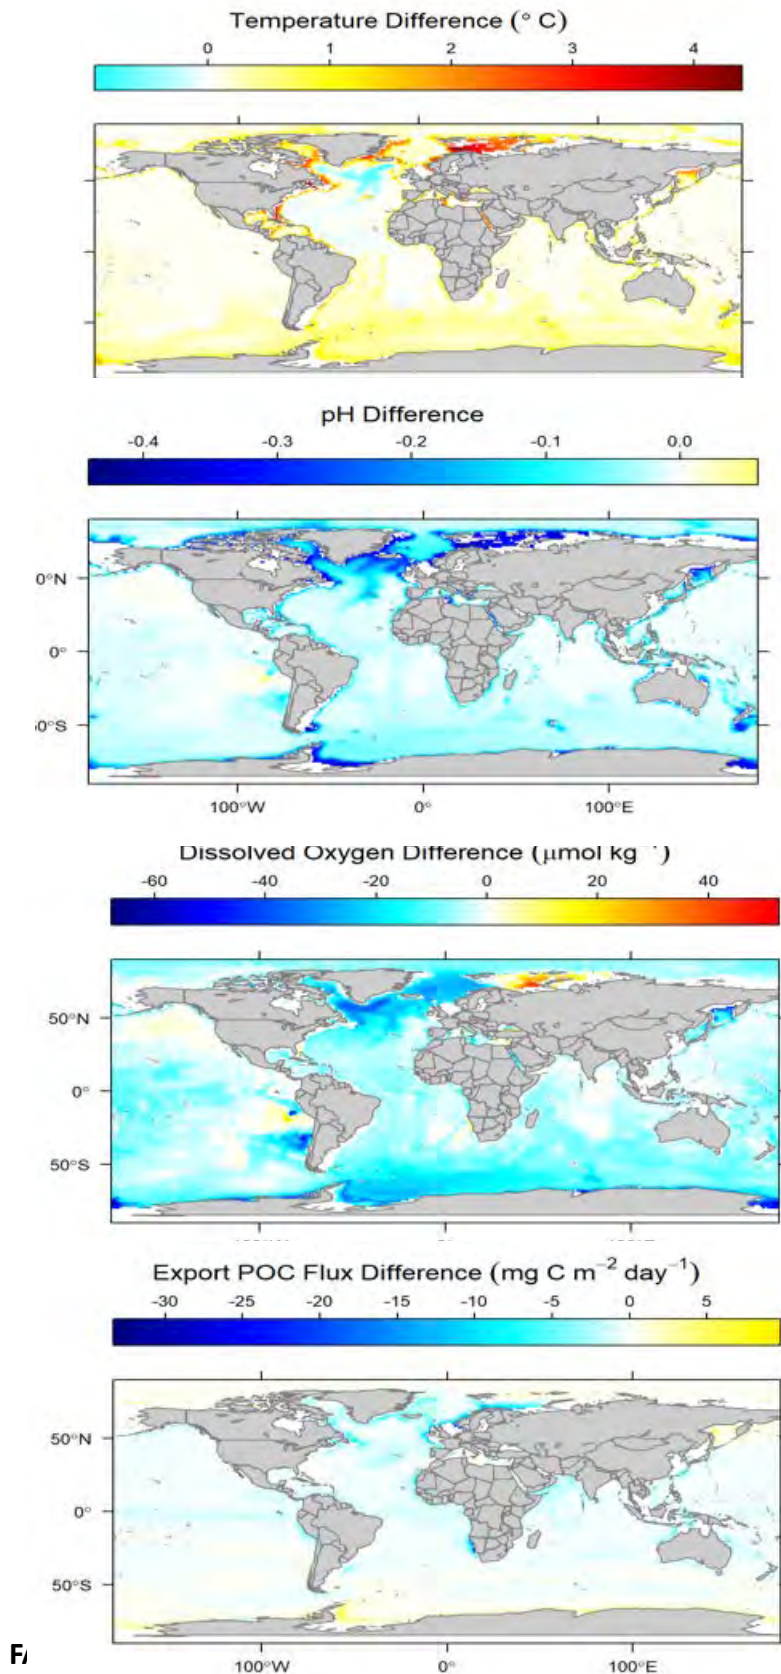 Temperature Difference (° C)
0 1 2 3 4
pH Difference
-0.4 -0.3 -0.2 -0.1 0.0
0°N
0°
0°S
100°W 0° 100°E
Dissolved Oxygen Difference (μmol kg⁻¹)
-60 -40 -20 0 20 40
50°N
0°
50°S
Export POC Flux Difference (mg C m⁻² day⁻¹)
-30 -25 -20 -15 -10 -5 0 5
50°N
0°
50°S
100°W 0° 100°E